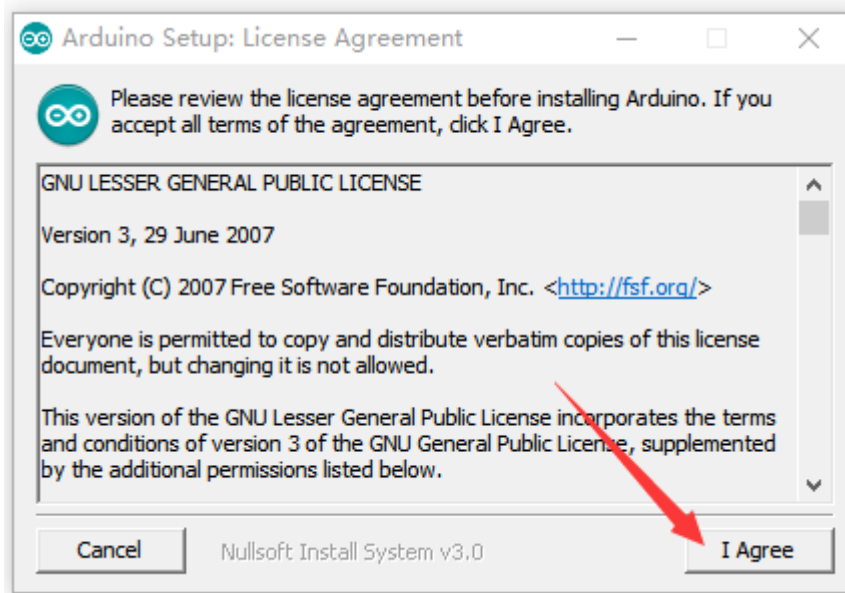 Arduino Setup: License Agreement
Please review the license agreement before installing Arduino. If you
accept all terms of the agreement, click I Agree.
GNU LESSER GENERAL PUBLIC LICENSE
Version 3, 29 June 2007
Copyright (C) 2007 Free Software Foundation, Inc. <http://fsf.org/>
Everyone is permitted to copy and distribute verbatim copies of this license
document, but changing it is not allowed.
This version of the GNU Lesser General Public License incorporates the terms
and conditions of version 3 of the GNU General Public License, supplemented
by the additional permissions listed below.
Cancel
Nullsoft Install System v3.0
I Agree